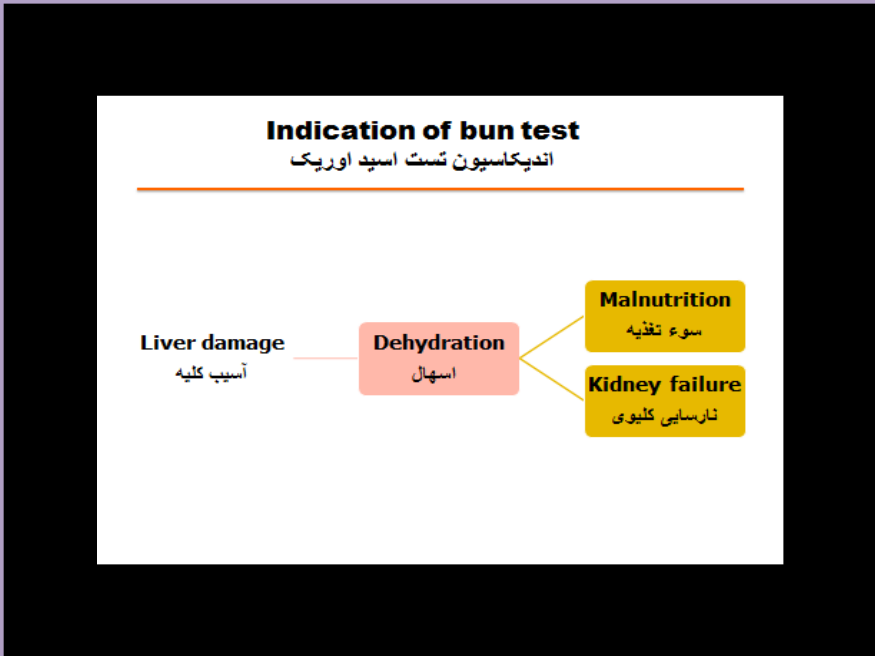 Indication of bun test
اندیکاسیون تست اسید اوریک
Liver damage
آسیب کلیه
Dehydration
اسهال
Malnutrition
سوء تغذیه
Kidney failure
نارسایی کلیوی